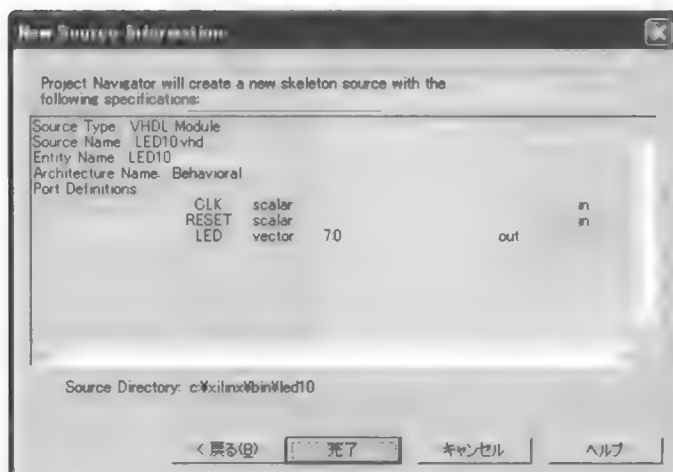 New Source Information
Project Navigator will create a new skeleton source with the
following specifications:
Source Type VHDL Module
Source Name LED10.vhd
Entity Name LED10
Architecture Name Behavioral
Port Definitions
CLK scalar in
RESET scalar in
LED vector 7:0 out
Source Directory: c:¥xilinx¥bin¥led10
< 戻る(B) 完了 キャンセル ヘルプ